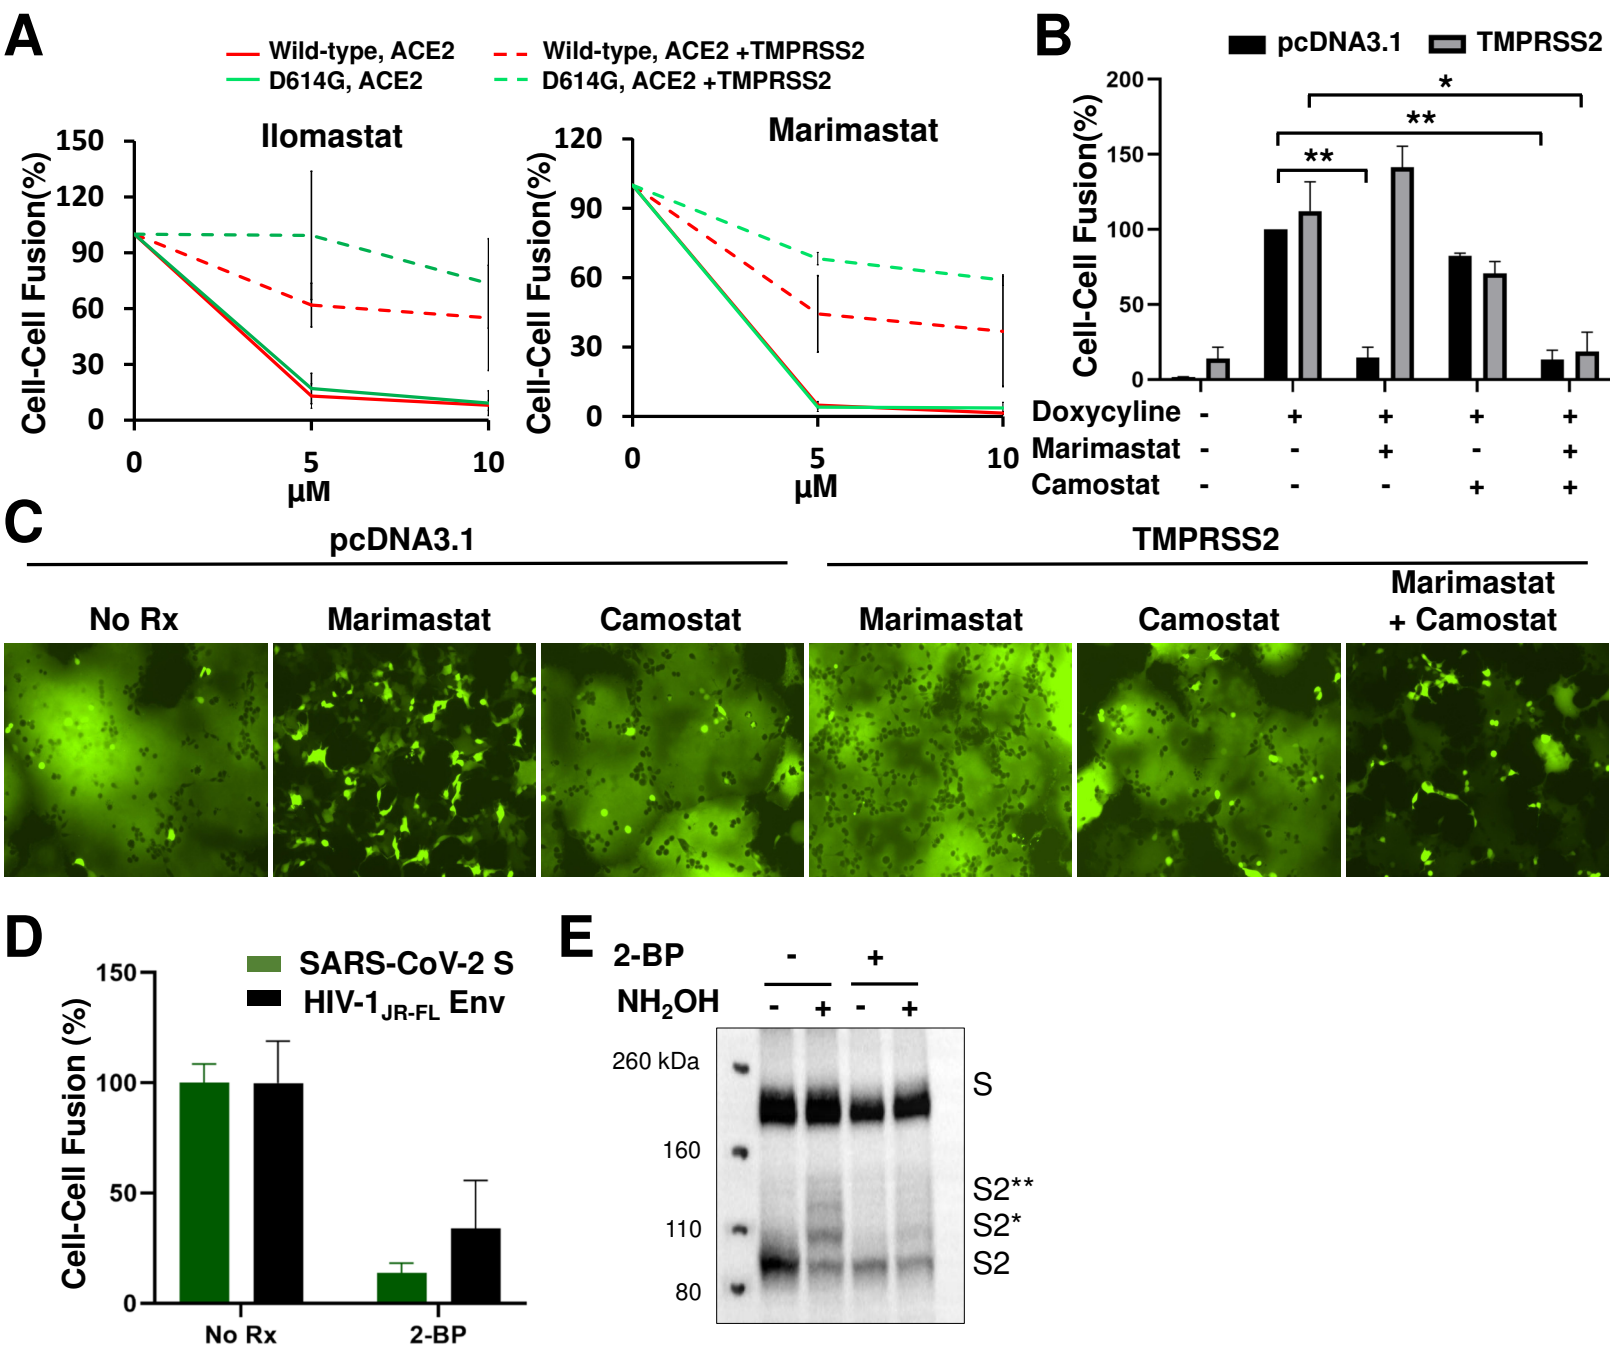 A
Wild-type, ACE2
Wild-type, ACE2 +TMPRSS2
D614G, ACE2
D614G, ACE2 +TMPRSS2
Ilomastat
Cell-Cell Fusion(%)
150
120
90
60
30
0
0 5 10
μM
Marimastat
Cell-Cell Fusion(%)
120
90
60
30
0
0 5 10
μM
B
pcDNA3.1
TMPRSS2
Cell-Cell Fusion(%)
200
150
100
50
0
*
**
**
Doxycyline - + + + +
Marimastat - - + - +
Camostat - - - + +
C
pcDNA3.1
TMPRSS2
No Rx
Marimastat
Camostat
Marimastat
Camostat
Marimastat
+ Camostat
D
SARS-CoV-2 S
HIV-1JR-FL Env
Cell-Cell Fusion (%)
150
100
50
0
No Rx
2-BP
E
2-BP - +
NH2OH - + - +
260 kDa
160
110
80
S
S2**
S2*
S2